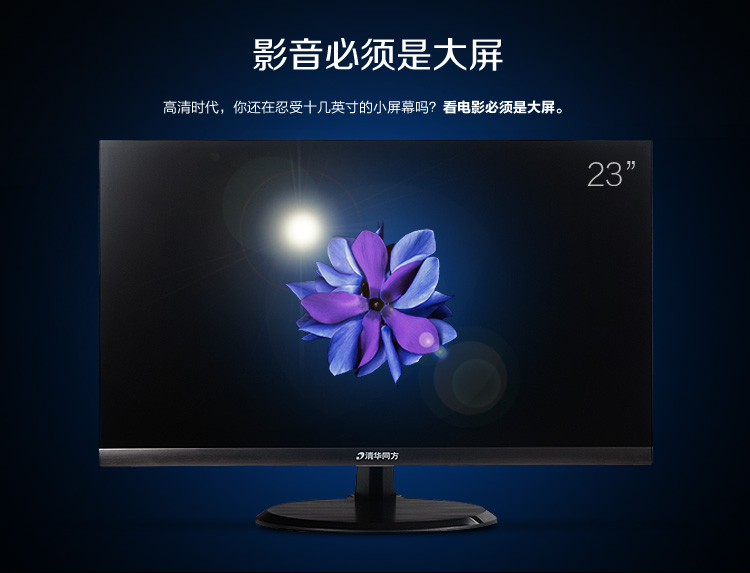 影音必须是大屏
高清时代，你还在忍受十几英寸的小屏幕吗？看电影必须是大屏。
23”
清华同方